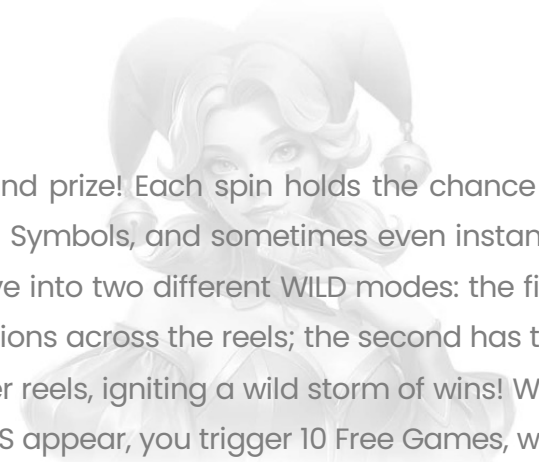 nd prize! Each spin holds the chance
Symbols, and sometimes even instan
e into two different WILD modes: the fi
ions across the reels; the second has t
er reels, igniting a wild storm of wins! W
S appear, you trigger 10 Free Games, w